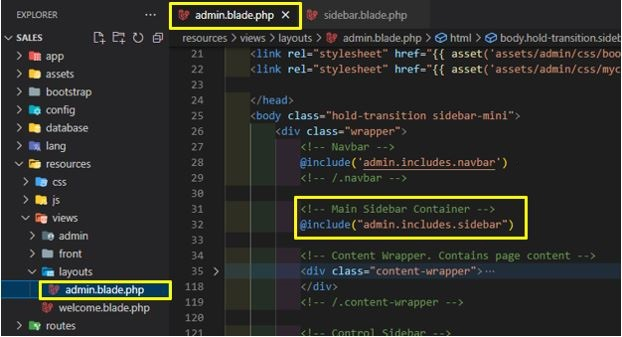 EXPLORER ...
SALES
app
assets
bootstrap
config
database
lang
resources
css
js
views
admin
front
layouts
admin.blade.php
welcome.blade.php
routes
admin.blade.php
sidebar.blade.php
resources > views > layouts > admin.blade.php > html > body.hold-transition.sideb
21 <link rel="stylesheet" href="{{ asset('assets/admin/css/boo
22 <link rel="stylesheet" href="{{ asset('assets/admin/css/myc
23
24 </head>
25 <body class="hold-transition sidebar-mini">
26 <div class="wrapper">
27 <!-- Navbar -->
28 @include('admin.includes.navbar')
29 <!-- /.navbar -->
30
31 <!-- Main Sidebar Container -->
32 @include("admin.includes.sidebar")
33
34 <!-- Content Wrapper. Contains page content -->
35 <div class="content-wrapper">...
118 </div>
119 <!-- /.content-wrapper -->
120
121 <!-- Control Sidebar -->